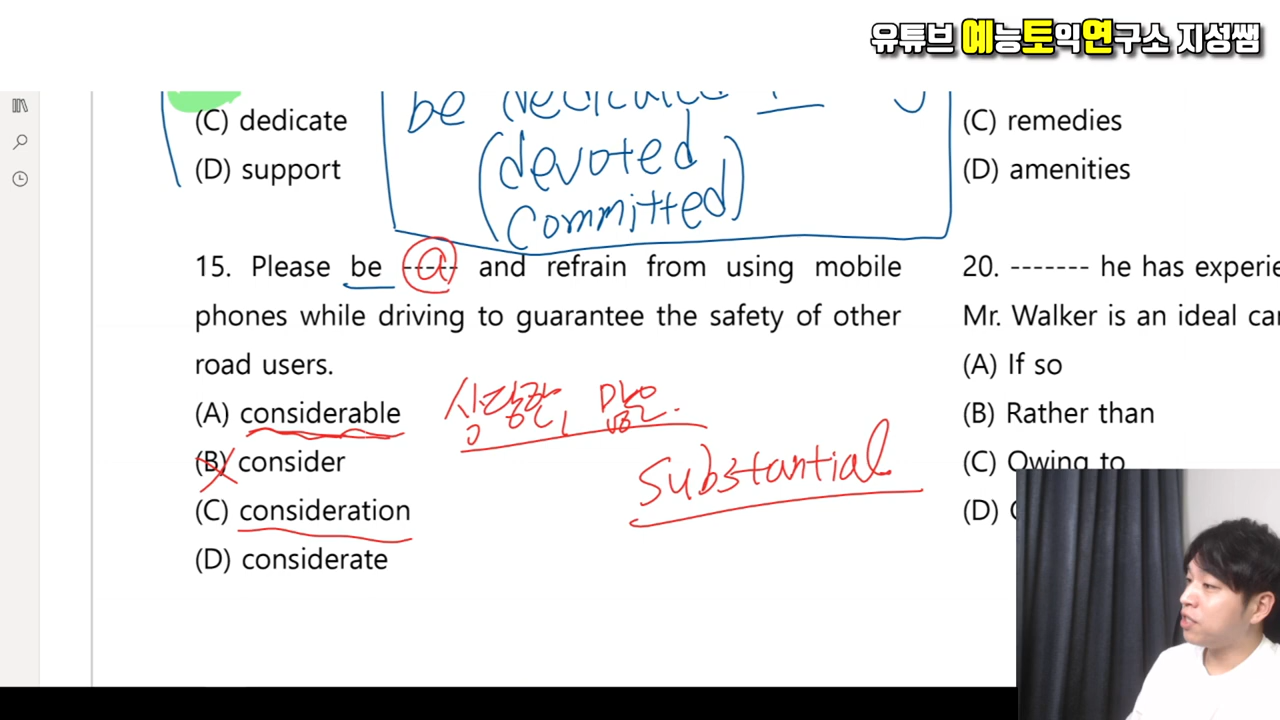 유튜브 예능토익연구소 지성쌤
(C) dedicate
(D) support
be dedicated to
(devoted
committed)
15. Please be ------- and refrain from using mobile
phones while driving to guarantee the safety of other
road users.
(A) considerable
(B) consider
(C) consideration
(D) considerate
a
상당한, 많은.
substantial
(C) remedies
(D) amenities
20. ------- he has experie
Mr. Walker is an ideal ca
(A) If so
(B) Rather than
(C) Owing to
(D)